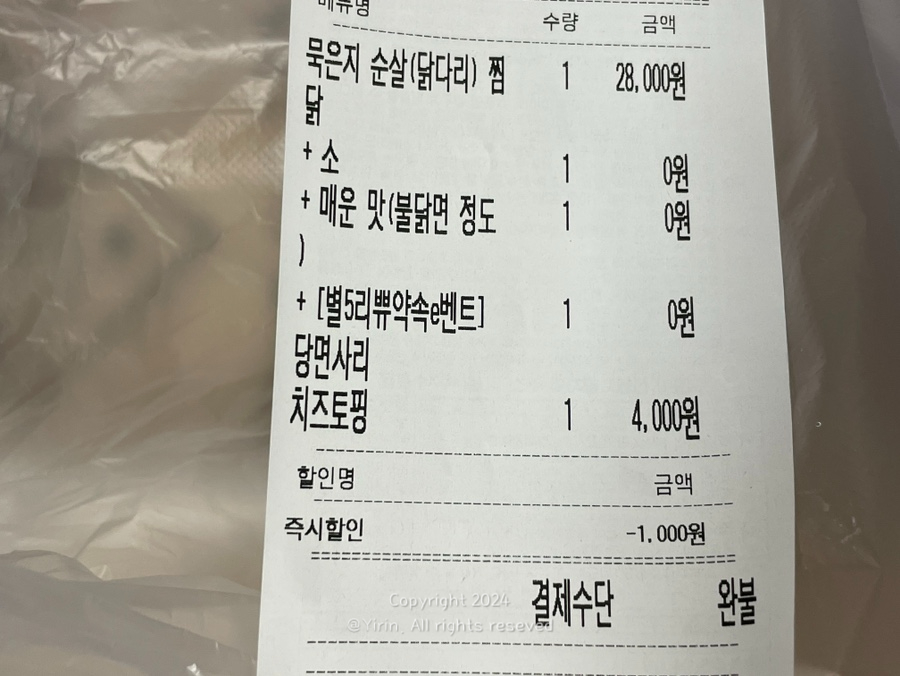 메뉴명 수량 금액
묵은지 순살(닭다리) 찜 1 28,000원
닭
+ 소 1 0원
+ 매운 맛(불닭면 정도 1 0원
)
+ [별5리쀼약속e벤트] 1 0원
당면사리
치즈토핑 1 4,000원
할인명 금액
즉시할인 -1,000원
결제수단 완불
Copyright 2024
@Yirin. All rights reseved